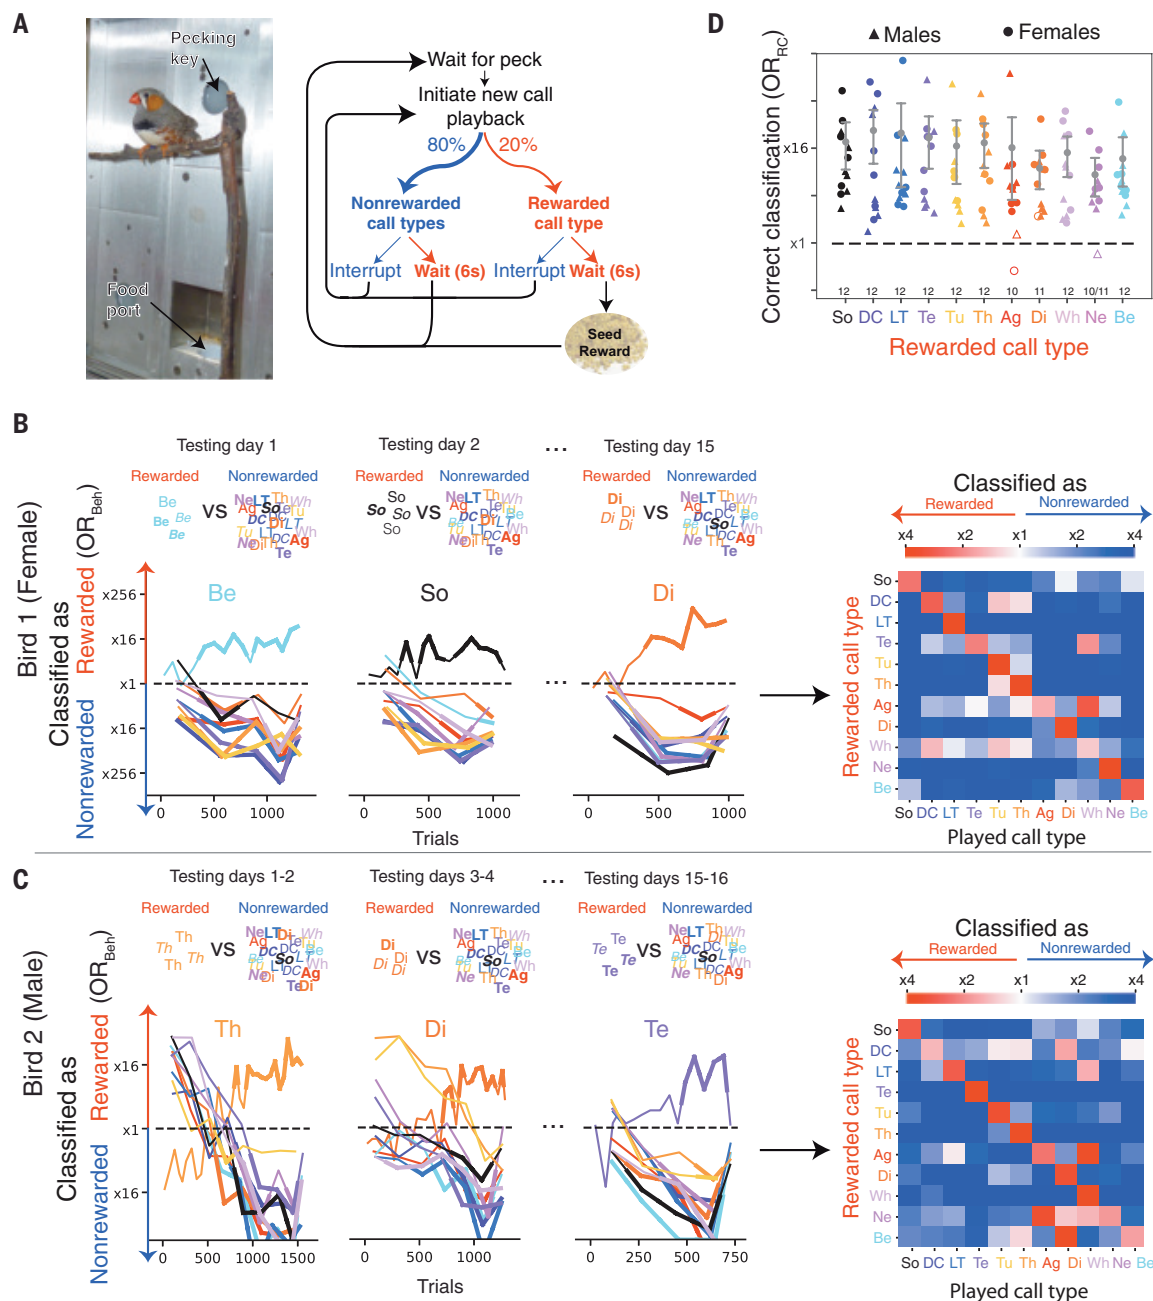 A
Pecking
key
Food
port
Wait for peck
Initiate new call
playback
80% 20%
Nonrewarded
call types
Rewarded
call type
Interrupt Wait (6s) Interrupt Wait (6s)
Seed
Reward
D
Males Females
Correct classification (ORRC)
x16
x1
12 12 12 12 12 12 10 11 12 10/11 12
So DC LT Te Tu Th Ag Di Wh Ne Be
Rewarded call type
B
Bird 1 (Female)
Classified as
Nonrewarded Rewarded (ORBeh)
Testing day 1 Testing day 2 ... Testing day 15
Rewarded Nonrewarded Rewarded Nonrewarded Rewarded Nonrewarded
VS VS VS
Be So Di
x256
x16
x1
x16
x256
...
0 500 1000 0 500 1000 0 500 1000
Trials
Classified as
Rewarded Nonrewarded
x4 x2 x1 x2 x4
Rewarded call type
So
DC
LT
Te
Tu
Th
Ag
Di
Wh
Ne
Be
So DC LT Te Tu Th Ag Di Wh Ne Be
Played call type
C
Bird 2 (Male)
Classified as
Nonrewarded Rewarded (ORBeh)
Testing days 1-2 Testing days 3-4 ... Testing days 15-16
Rewarded Nonrewarded Rewarded Nonrewarded Rewarded Nonrewarded
VS VS VS
Th Di Te
x16
x1
x16
...
0 500 1000 1500 0 500 1000 0 250 500 750
Trials
Classified as
Rewarded Nonrewarded
x4 x2 x1 x2 x4
Rewarded call type
So
DC
LT
Te
Tu
Th
Ag
Di
Wh
Ne
Be
So DC LT Te Tu Th Ag Di Wh Ne Be
Played call type